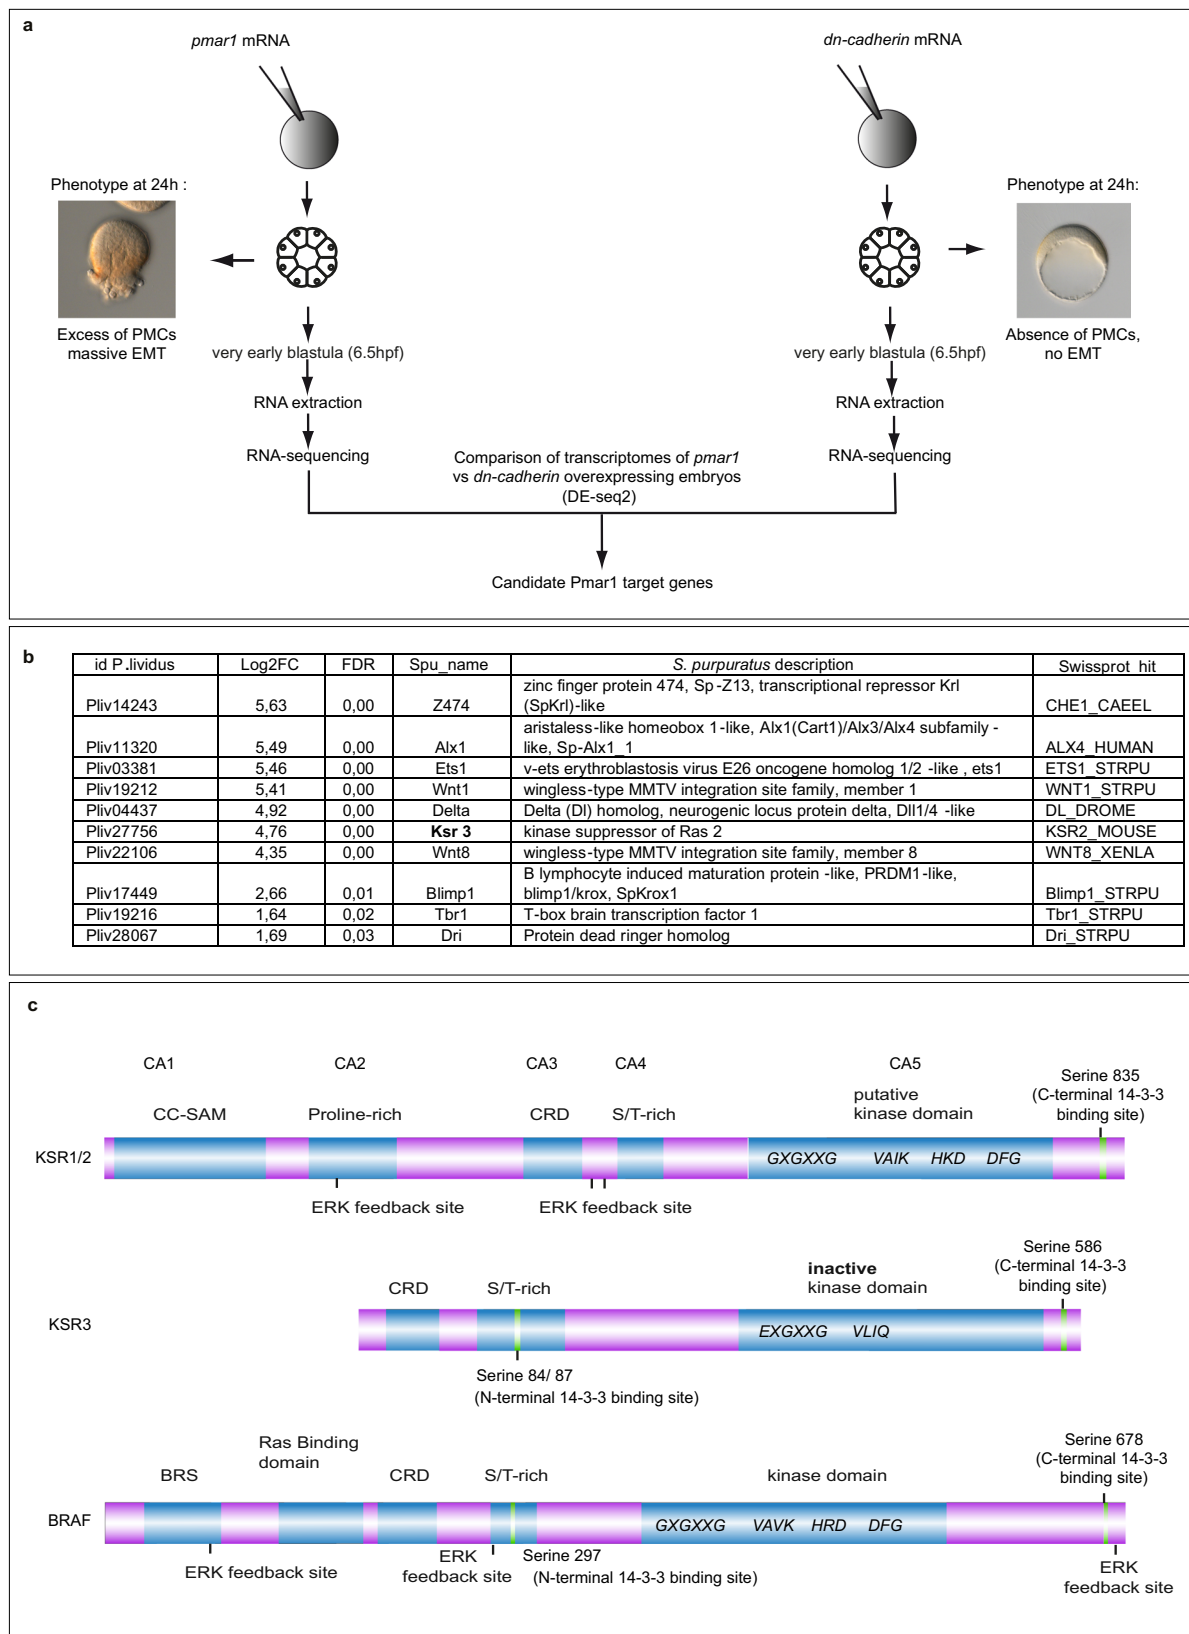 a
pmar1 mRNA
dn-cadherin mRNA
Phenotype at 24h :
Phenotype at 24h:
Excess of PMCs
massive EMT
Absence of PMCs,
no EMT
very early blastula (6.5hpf)
very early blastula (6.5hpf)
RNA extraction
RNA extraction
RNA-sequencing
RNA-sequencing
Comparison of transcriptomes of pmar1
vs dn-cadherin overexpressing embryos
(DE-seq2)
Candidate Pmar1 target genes
b
id P.lividus Log2FC FDR Spu_name S. purpuratus description Swissprot hit
Pliv14243 5,63 0,00 Z474 zinc finger protein 474, Sp-Z13, transcriptional repressor Krl
(SpKrl)-like CHE1_CAEEL
Pliv11320 5,49 0,00 Alx1 aristaless-like homeobox 1-like, Alx1(Cart1)/Alx3/Alx4 subfamily -
like, Sp-Alx1_1 ALX4_HUMAN
Pliv03381 5,46 0,00 Ets1 v-ets erythroblastosis virus E26 oncogene homolog 1/2 -like , ets1 ETS1_STRPU
Pliv19212 5,41 0,00 Wnt1 wingless-type MMTV integration site family, member 1 WNT1_STRPU
Pliv04437 4,92 0,00 Delta Delta (Dl) homolog, neurogenic locus protein delta, Dll1/4 -like DL_DROME
Pliv27756 4,76 0,00 Ksr 3 kinase suppressor of Ras 2 KSR2_MOUSE
Pliv22106 4,35 0,00 Wnt8 wingless-type MMTV integration site family, member 8 WNT8_XENLA
Pliv17449 2,66 0,01 Blimp1 B lymphocyte induced maturation protein -like, PRDM1-like,
blimp1/krox, SpKrox1 Blimp1_STRPU
Pliv19216 1,64 0,02 Tbr1 T-box brain transcription factor 1 Tbr1_STRPU
Pliv28067 1,69 0,03 Dri Protein dead ringer homolog Dri_STRPU
c
CA1 CA2 CA3 CA4 CA5
CC-SAM Proline-rich CRD S/T-rich
putative
kinase domain
Serine 835
(C-terminal 14-3-3
binding site)
KSR1/2
GXGXXG VAIK HKD DFG
ERK feedback site
ERK feedback site
CRD S/T-rich
inactive
kinase domain
Serine 586
(C-terminal 14-3-3
binding site)
KSR3
EXGXXG VLIQ
Serine 84/ 87
(N-terminal 14-3-3 binding site)
BRS
Ras Binding
domain
CRD S/T-rich kinase domain
Serine 678
(C-terminal 14-3-3
binding site)
BRAF
GXGXXG VAVK HRD DFG
ERK feedback site
ERK
feedback site
Serine 297
(N-terminal 14-3-3 binding site)
ERK
feedback site